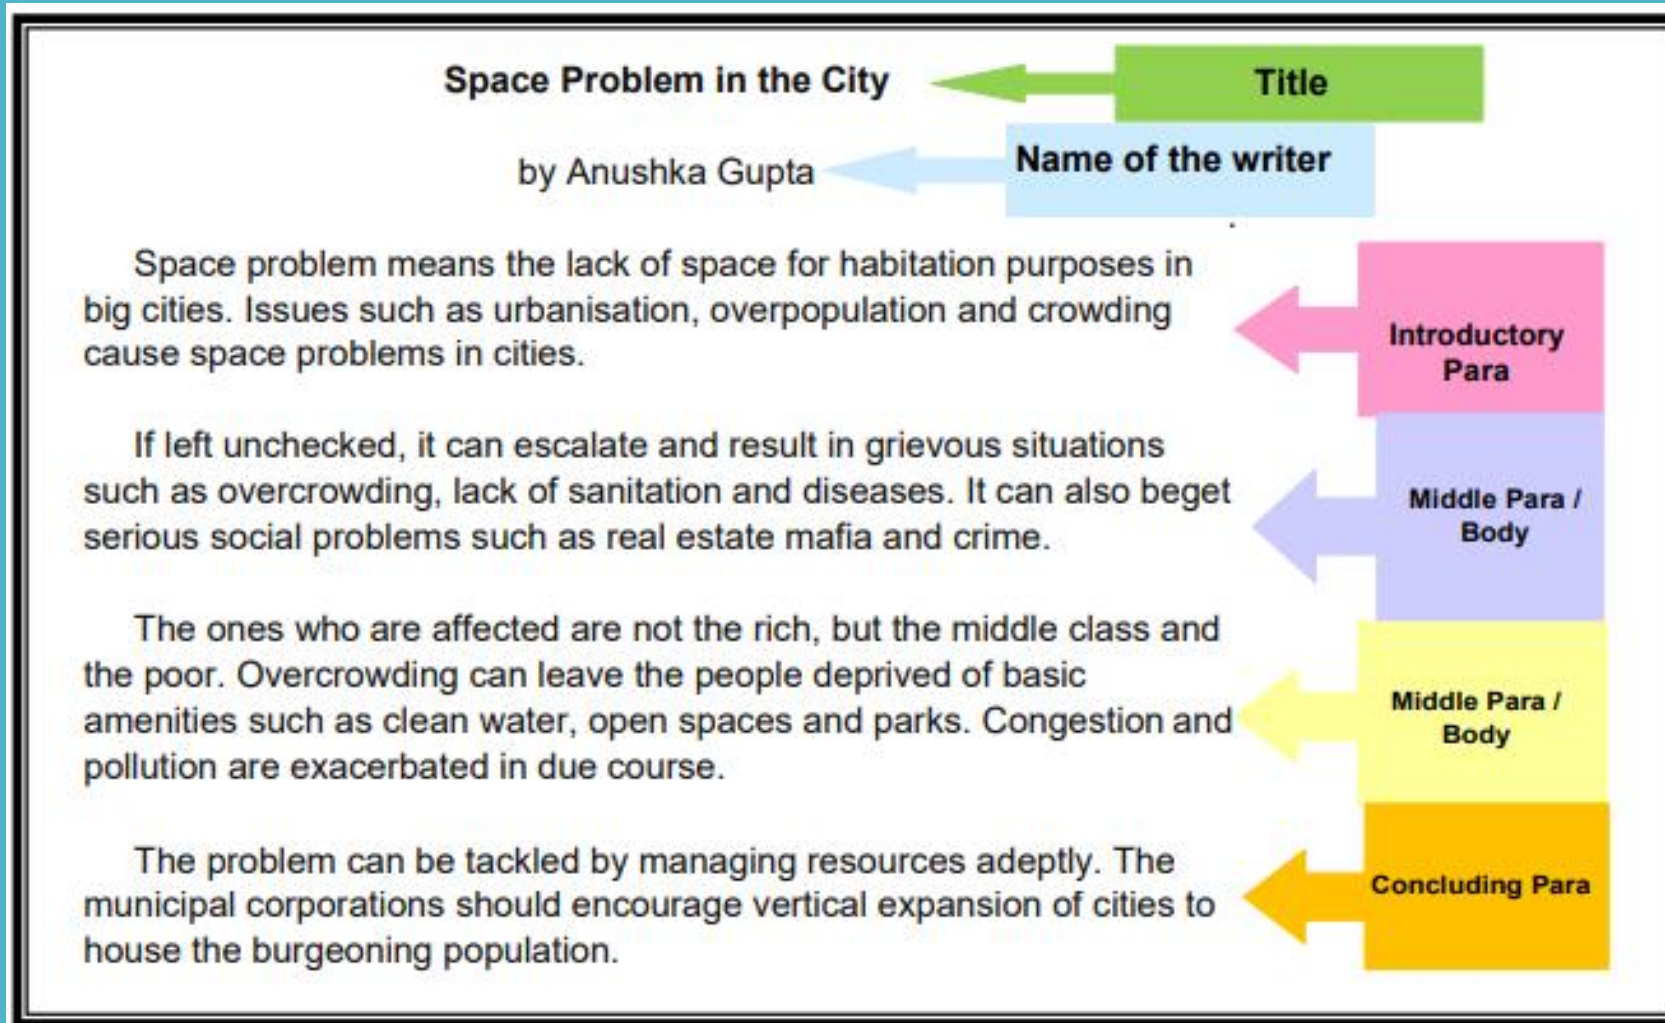 Space Problem in the City
Title
by Anushka Gupta
Name of the writer
Space problem means the lack of space for habitation purposes in
big cities. Issues such as urbanisation, overpopulation and crowding
cause space problems in cities.
Introductory
Para
If left unchecked, it can escalate and result in grievous situations
such as overcrowding, lack of sanitation and diseases. It can also beget
serious social problems such as real estate mafia and crime.
Middle Para /
Body
The ones who are affected are not the rich, but the middle class and
the poor. Overcrowding can leave the people deprived of basic
amenities such as clean water, open spaces and parks. Congestion and
pollution are exacerbated in due course.
Middle Para /
Body
The problem can be tackled by managing resources adeptly. The
municipal corporations should encourage vertical expansion of cities to
house the burgeoning population.
Concluding Para